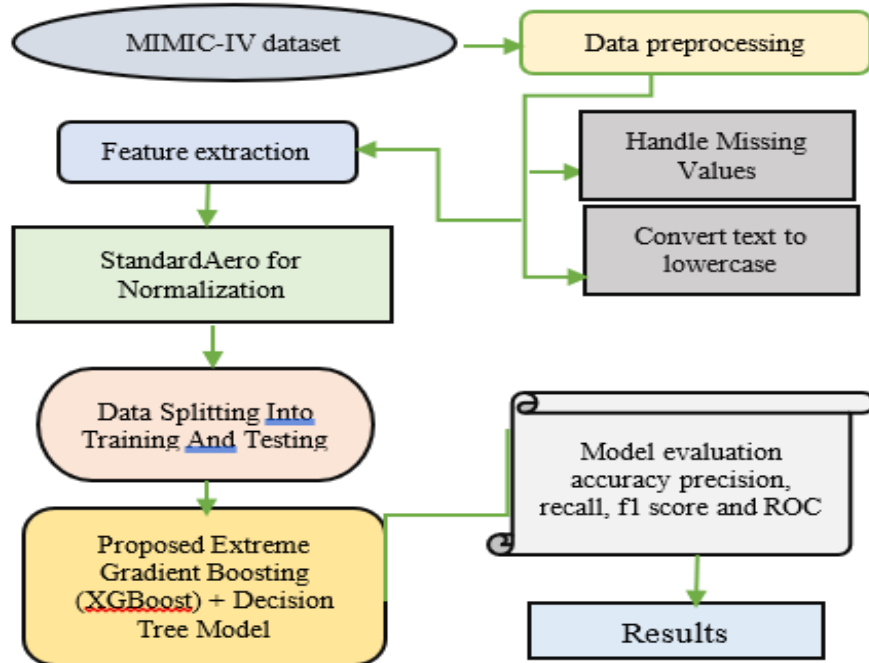 MIMIC-IV dataset
Data preprocessing
Handle Missing
Values
Convert text to
lowercase
Feature extraction
StandardAero for
Normalization
Data Splitting Into
Training And Testing
Proposed Extreme
Gradient Boosting
(XGBoost) + Decision
Tree Model
Model evaluation
accuracy precision,
recall, f1 score and ROC
Results